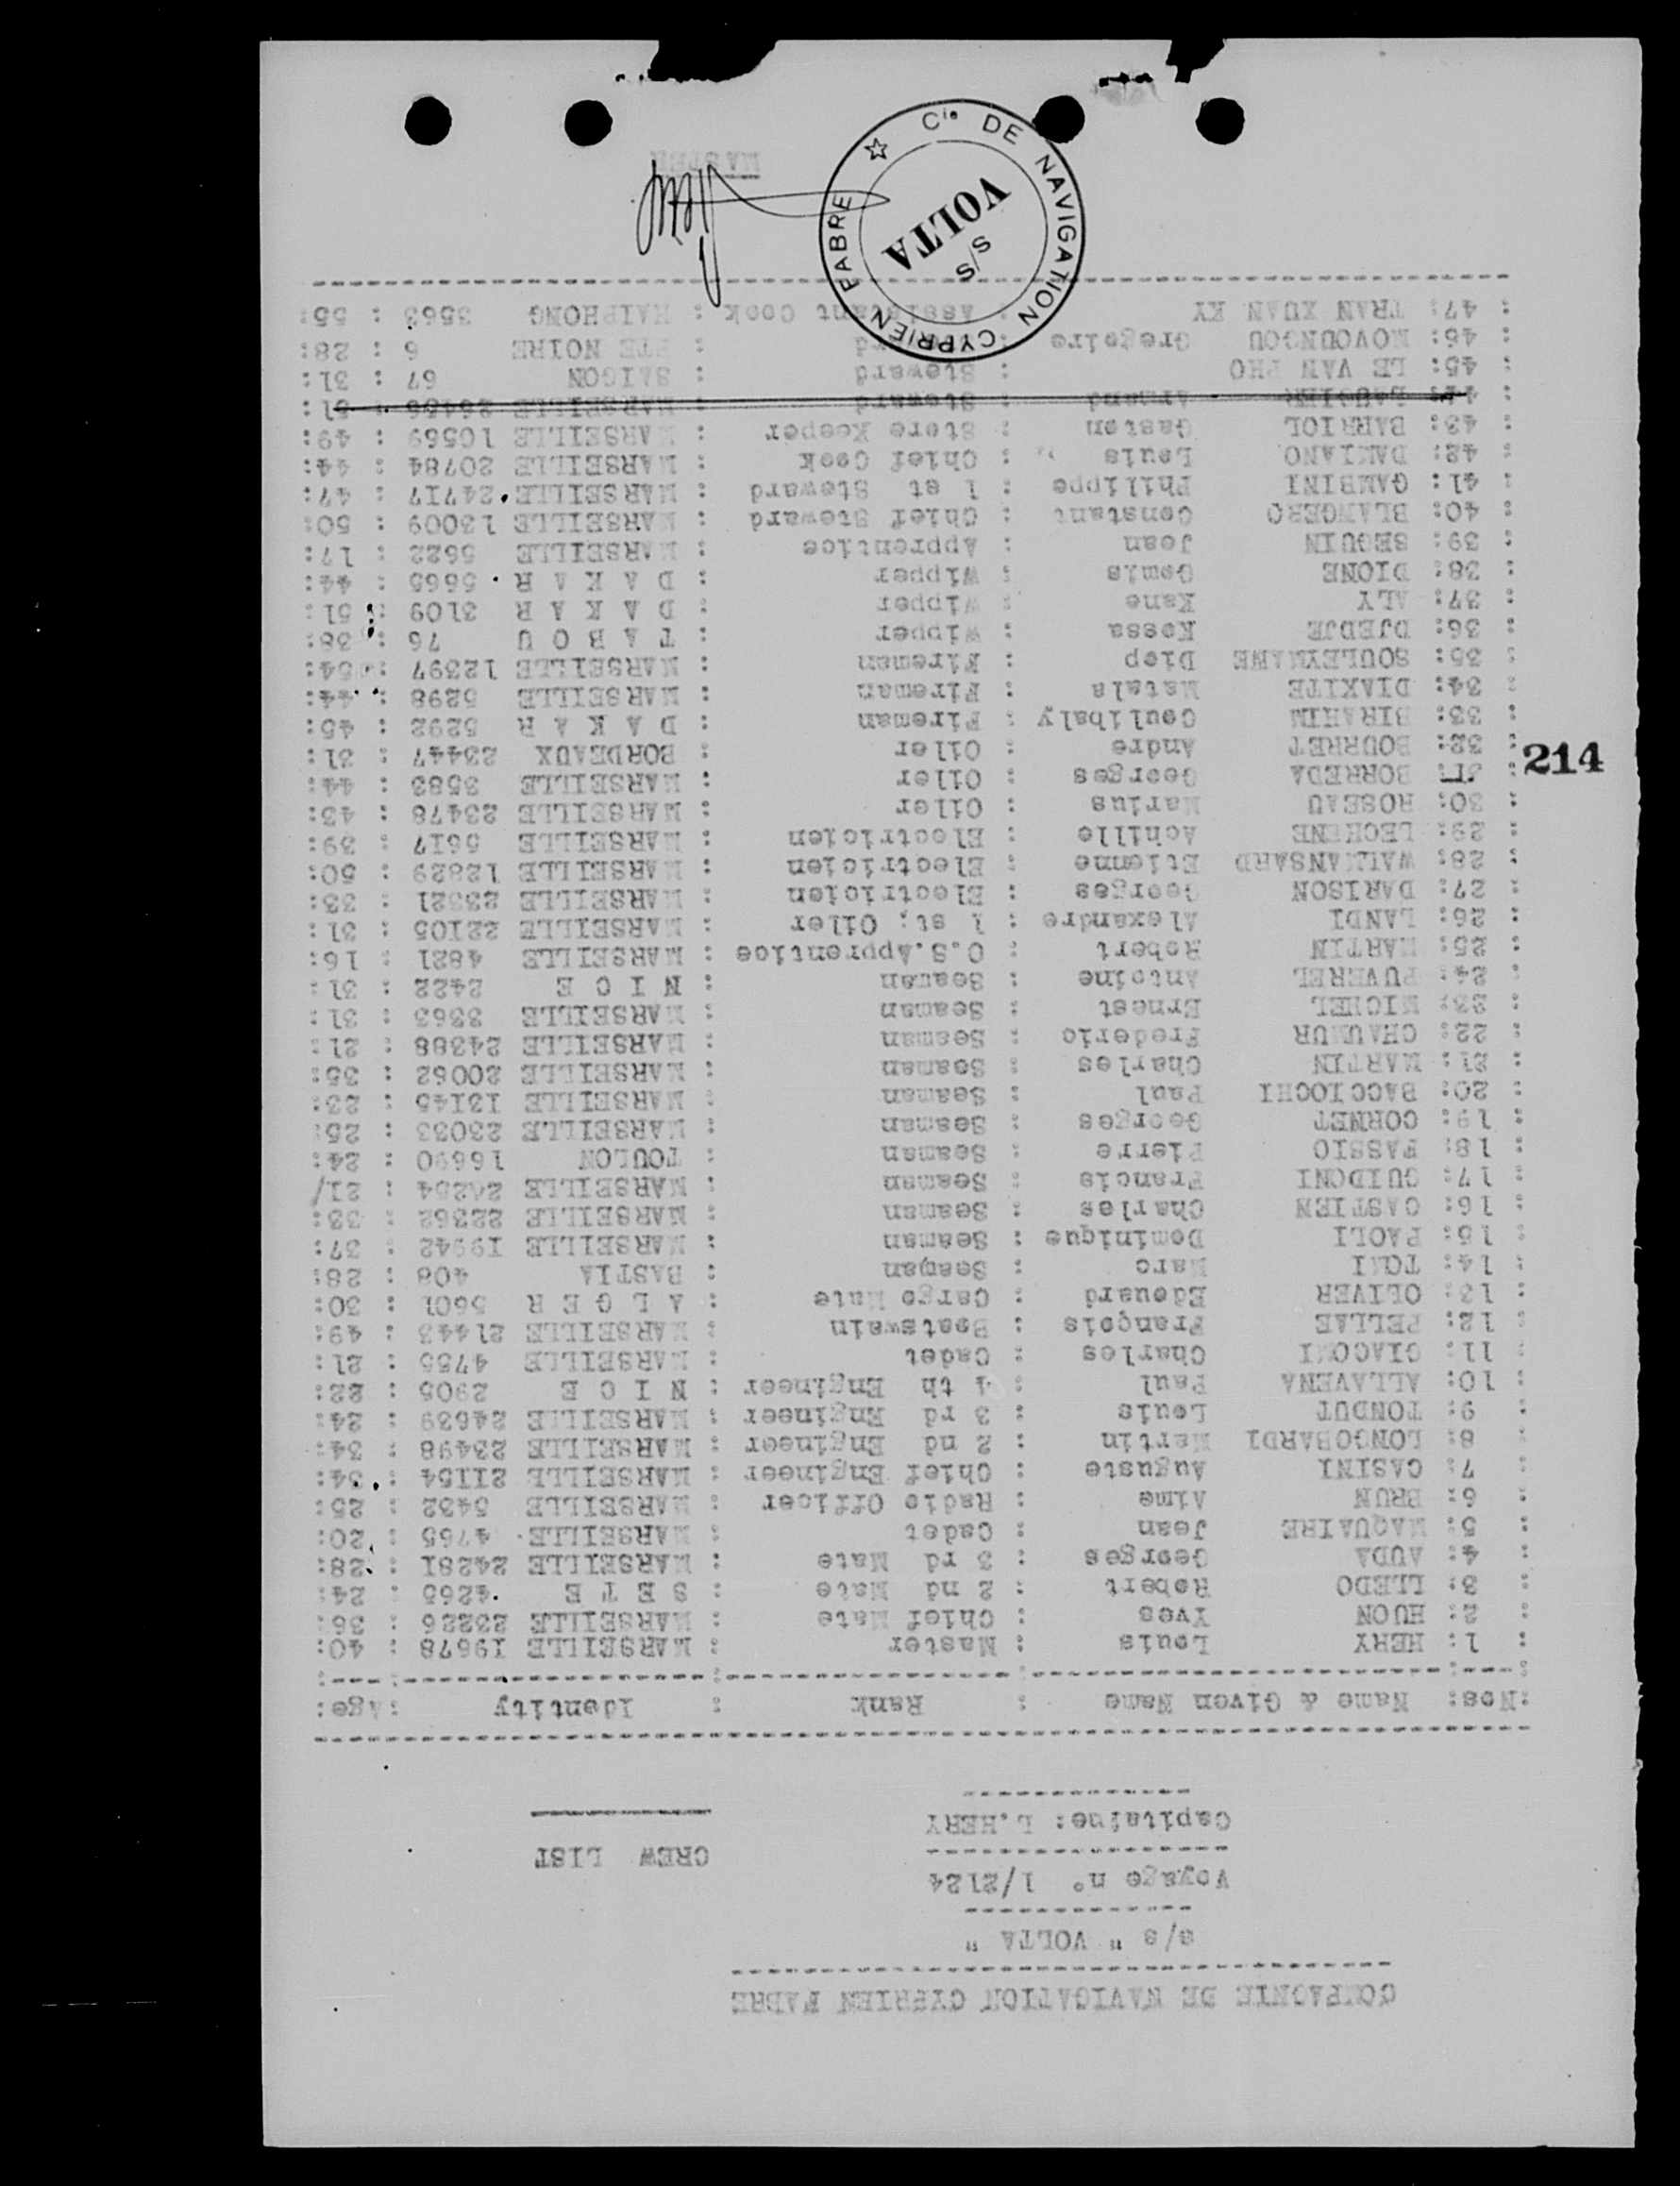 COMPAGNIE DE NAVIGATION CYPRIEN FABRE
s/s " VOLTA "
Voyage n° 1/2124
CREW LIST
Capitaine: L.HERY
:Nos: Name & Given Name : Rank : Identity :Age:
: 1: HERY Louis : Master : MARSEILLE 19678 : 40:
: 2: HUON Yves : Chief Mate : MARSEILLE 23226 : 36:
: 3: LLEDO Robert : 2 nd Mate : S E T E 4265 : 24:
: 4: AUDA Georges : 3 rd Mate : MARSEILLE 24281 : 28:
: 5: MAQUAIRE Jean : Cadet : MARSEILLE 4765 : 20:
: 6: BRUN Aime : Radio Officer : MARSEILLE 5432 : 25:
: 7: CASINI Auguste : Chief Engineer : MARSEILLE 21154 : 34:
: 8: LONGOBARDI Martin : 2 nd Engineer : MARSEILLE 23498 : 34:
: 9: TONDUT Louis : 3 rd Engineer : MARSEILLE 24639 : 24:
: 10: ALLAVENA Paul : 4 th Engineer : N I C E 2905 : 22:
: 11: GIACOMI Charles : Cadet : MARSEILLE 4755 : 21:
: 12: PELLAE François : Boatswain : MARSEILLE 21443 : 49:
: 13: OLIVER Edouard : Cargo Mate : A L G E R 5601 : 30:
: 14: TOMI Marc : Seaman : BASTIA 408 : 28:
: 15: PAOLI Dominique : Seaman : MARSEILLE 19942 : 37:
: 16: CASTIEN Charles : Seaman : MARSEILLE 22362 : 33:
: 17: GUIDONI Francis : Seaman : MARSEILLE 24254 : 21/
: 18: FASSIO Pierre : Seaman : TOULON 16690 : 24:
: 19: CORNET Georges : Seaman : MARSEILLE 23033 : 25:
: 20: BACCIOCHI Paul : Seaman : MARSEILLE 13145 : 23:
: 21: MARTIN Charles : Seaman : MARSEILLE 20062 : 35:
: 22: CHAUMUR Frederic : Seaman : MARSEILLE 24388 : 21:
: 23: MICHEL Ernest : Seaman : MARSEILLE 3363 : 31:
: 24: PUVEREL Antoine : Seaman : N I C E 2422 : 31:
: 25: MARTIN Robert : O.S.Apprentice : MARSEILLE 4821 : 16:
: 26: LANDI Alexandre : 1 st; Oiler : MARSEILLE 22105 : 31:
: 27: DARISON Georges : Electricien : MARSEILLE 23321 : 33:
: 28: WALMANSARD Etienne : Electricien : MARSEILLE 12829 : 50:
: 29: LECHENE Achille : Electricien : MARSEILLE 5617 : 39:
: 30: ROSEAU Marius : Oiler : MARSEILLE 23478 : 43:
: 31: BORREDA Georges : Oiler : MARSEILLE 3583 : 44:
: 32: BOURRET Andre : Oiler : BORDEAUX 23447 : 31:
214
: 33: BIRAHIM Coulibaly : Fireman : D A K A R 5292 : 45:
: 34: DIAXITE Matala : Fireman : MARSEILLE 5298 : 44:
: 35: SOULEYMANE Diop : Fireman : MARSEILLE 12397 : 54:
: 36: DJEDJE Kossa : Wipper : T A B O U 76 : 38:
: 37: ALY Kane : Wipper : D A K A R 3109 : 51:
: 38: DIONE Gomis : Wipper : D A K A R 5665 : 44:
: 39: SEGUIN Jean : Apprentice : MARSEILLE 5622 : 17:
: 40: BLANGERO Constant : Chief Steward : MARSEILLE 13009 : 50:
: 41: GAMBINI Philippe : 1 st Steward : MARSEILLE 24717 : 47:
: 42: DAMIANO Louis : Chief Cook : MARSEILLE 20784 : 44:
: 43: BARRIOL Gaston : Store Keeper : MARSEILLE 10569 : 49:
: 44: Armand : Steward : MARSEILLE
: 45: LE VAN PHO : Steward : SAIGON 67 : 31:
: 46: MOVOUNGOU Gregoire : : PTE NOIRE 6 : 28:
: 47: TRAN XUAN KY : Assistant Cook : HAIPHONG 3563 : 55:
Cie DE NAVIGATION CYPRIEN FABRE
S/S
VOLTA
MASTER